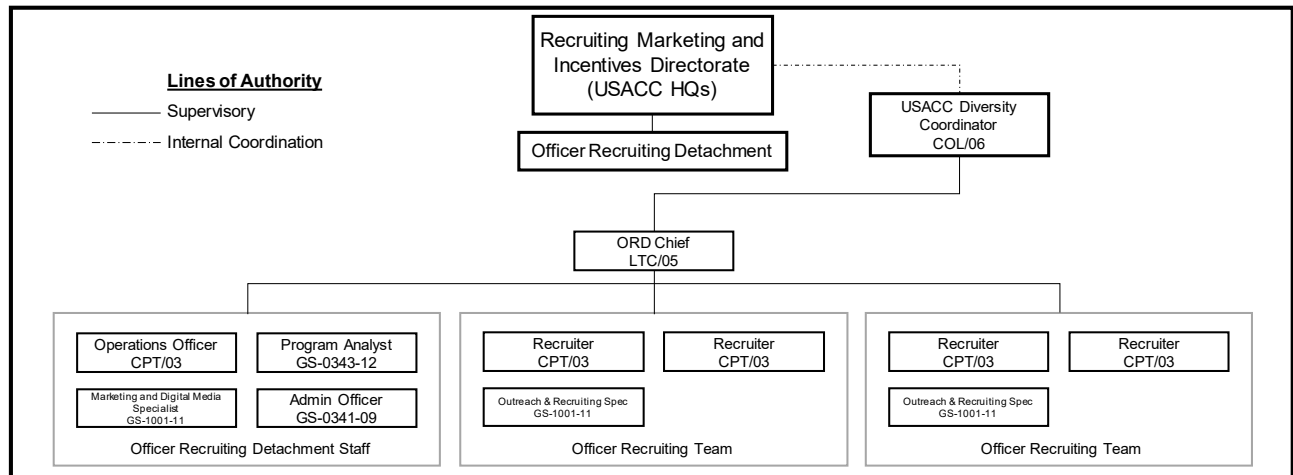 Recruiting Marketing and
Incentives Directorate
(USACC HQs)
Lines of Authority
Supervisory
Internal Coordination
USACC Diversity
Coordinator
COL/06
Officer Recruiting Detachment
ORD Chief
LTC/05
Operations Officer
CPT/03
Program Analyst
GS-0343-12
Marketing and Digital Media
Specialist
GS-1001-11
Admin Officer
GS-0341-09
Officer Recruiting Detachment Staff
Recruiter
CPT/03
Recruiter
CPT/03
Outreach & Recruiting Spec
GS-1001-11
Officer Recruiting Team
Recruiter
CPT/03
Recruiter
CPT/03
Outreach & Recruiting Spec
GS-1001-11
Officer Recruiting Team